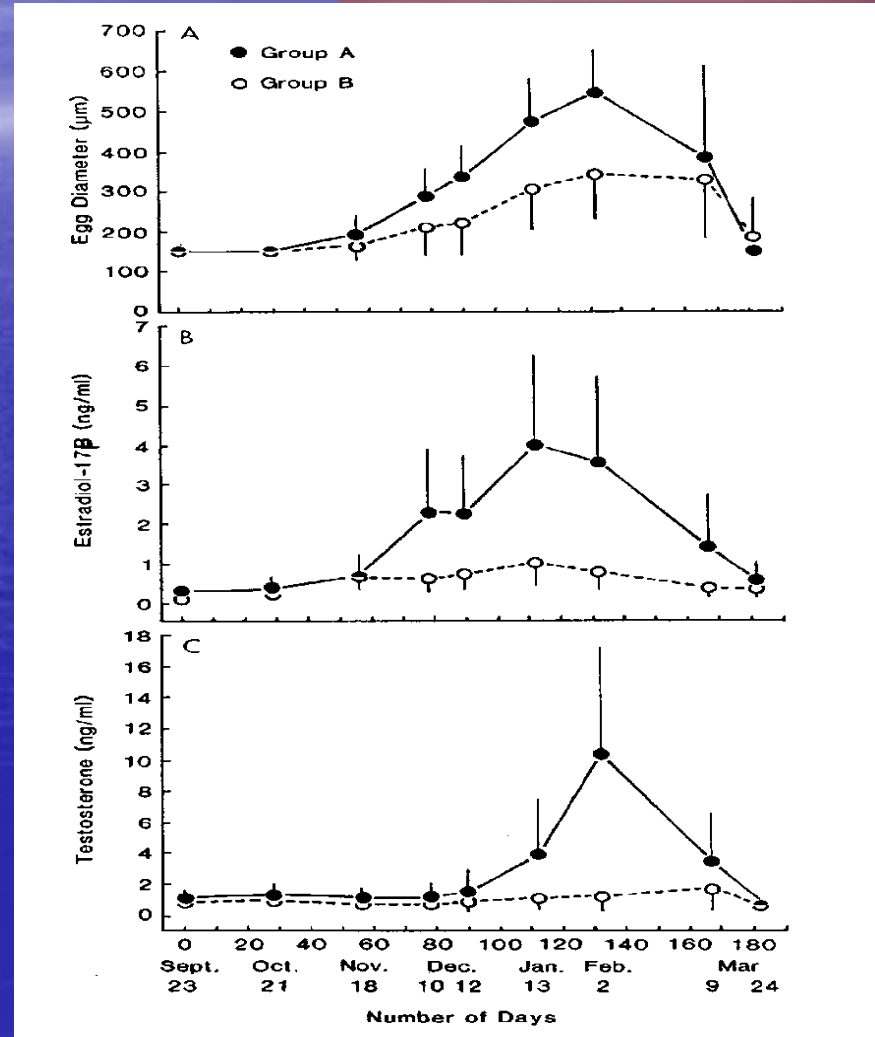 A
● Group A
○ Group B
Egg Diameter (μm)
700
600
500
400
300
200
100
0
B
Estradiol-17β (ng/ml)
7
6
5
4
3
2
1
0
C
Testosterone (ng/ml)
18
16
14
12
10
8
6
4
2
0
0 20 40 60 80 100 120 140 160 180
Sept. Oct. Nov. Dec. Jan. Feb. Mar
23 21 18 10 12 13 2 9 24
Number of Days